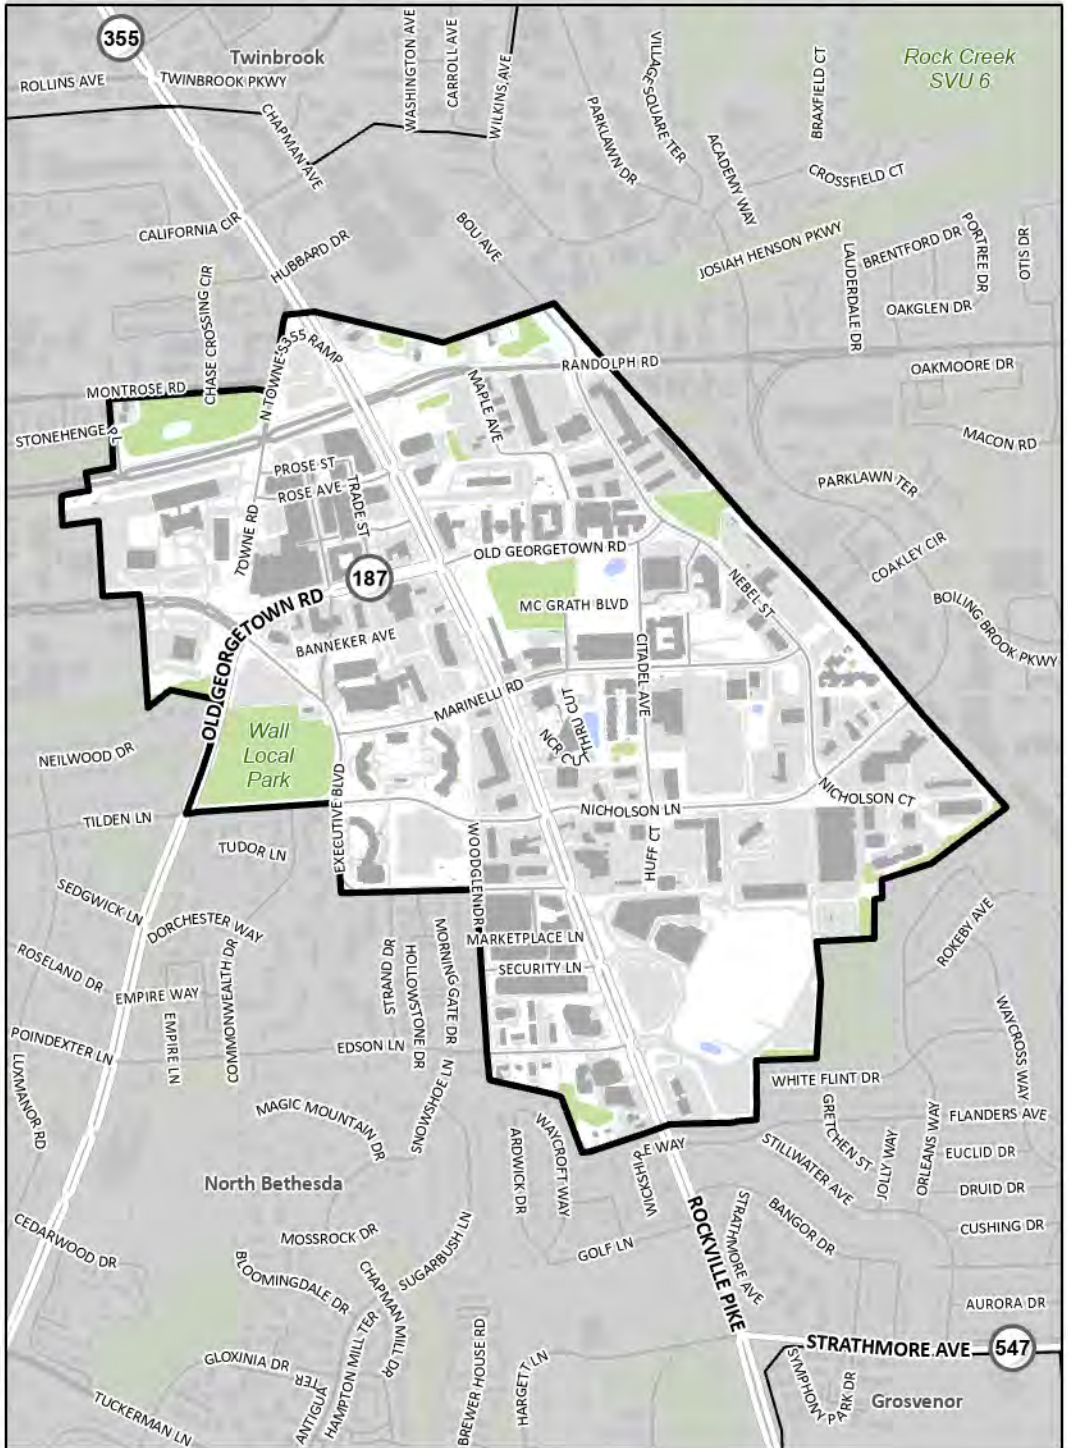 355
Twinbrook
ROLLINS AVE
TWINBROOK PKWY
WASHINGTON AVE
CARROLL AVE
WILKINS AVE
VILLAGE SQUARE TER
BRAXFIELD CT
Rock Creek
SVU 6
CHAPMAN AVE
PARKLAWN DR
ACADEMY WAY
CROSSFIELD CT
CALIFORNIA CIR
HUBBARD DR
BOU AVE
JOSIAH HENSON PKWY
LAUDERDALE DR
BRENTFORD DR
PORTREE DR
OTIS DR
CHASE CROSSING CIR
OAKGLEN DR
N TOWNE-S355 RAMP
RANDOLPH RD
OAKMOORE DR
MONTROSE RD
MAPLE AVE
STONEHENGE PL
MACON RD
PROSE ST
ROSE AVE
TRADE ST
PARKLAWN TER
TOWNE RD
OLD GEORGETOWN RD
187
OLD GEORGETOWN RD
COAKLEY CIR
NEBEL ST
MC GRATH BLVD
BOILING BROOK PKWY
BANNEKER AVE
CITADEL AVE
MARINELLI RD
NCR C
THRU CUT
Wall
Local
Park
NEILWOOD DR
EXECUTIVE BLVD
NICHOLSON LN
NICHOLSON CT
TILDEN LN
TUDOR LN
WOODGLEN DR
HUFF CT
SEDGWICK LN
DORCHESTER WAY
MARKETPLACE LN
SECURITY LN
ROKEBY AVE
ROSELAND DR
EMPIRE WAY
EMPIRE LN
COMMONWEALTH DR
STRAND DR
HOLLOWSTONE DR
MORNING GATE DR
WAYCROSS WAY
POINDEXTER LN
EDSON LN
LUXMANOR RD
SNOWSHOE LN
WHITE FLINT DR
MAGIC MOUNTAIN DR
GRETCHEN ST
FLANDERS AVE
ARDWICK DR
WAYCROFT WAY
WICKSHIRE WAY
STILLWATER AVE
JOLLY WAY
ORLEANS WAY
EUCLID DR
North Bethesda
DRUID DR
CEDARWOOD DR
MOSSROCK DR
SUGARBUSH LN
GOLF LN
ROCKVILLE PIKE
STRATHMORE AVE
BANGOR DR
CUSHING DR
BLOOMINGDALE DR
CHAPMAN MILL DR
AURORA DR
GLOXINIA DR
ANTIGUA TER
HAMPTON MILL TER
BREWER HOUSE RD
HARGETT LN
STRATHMORE AVE
547
TUCKERMAN LN
SYMPHONY PARK DR
Grosvenor